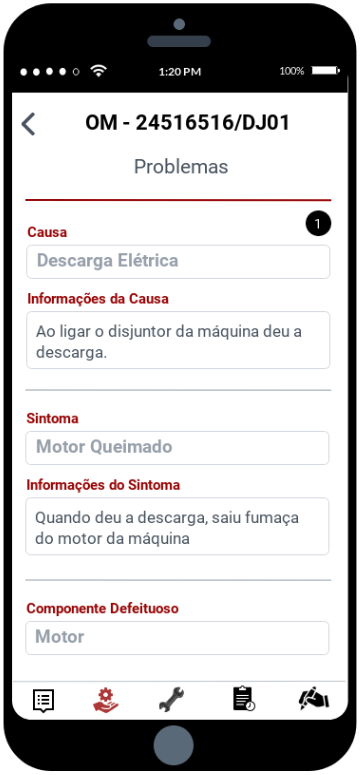 1:20 PM
100%
OM - 24516516/DJ01
Problemas
1
Causa
Descarga Elétrica
Informações da Causa
Ao ligar o disjuntor da máquina deu a
descarga.
Sintoma
Motor Queimado
Informações do Sintoma
Quando deu a descarga, saiu fumaça
do motor da máquina
Componente Defeituoso
Motor